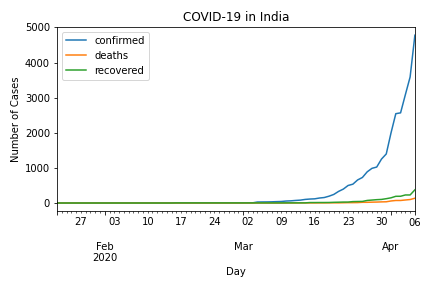 COVID-19 in India
5000
4000
3000
2000
1000
0
Number of Cases
confirmed
deaths
recovered
27 03 10 17 24 02 09 16 23 30 06
Feb Mar Apr
2020
Day